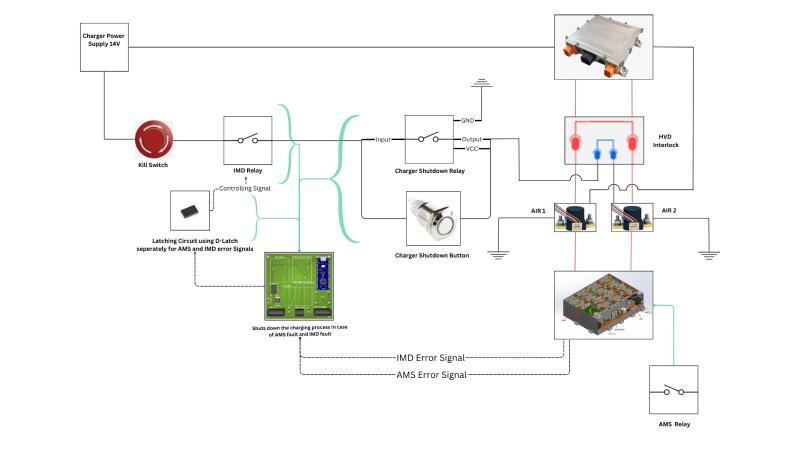 Charger Power
Supply 14V
GND
Input
Output
VCC
HVD
Interlock
Kill Switch
IMD Relay
Charger Shutdown Relay
Controlling Signal
AIR 1
AIR 2
Latching Circuit using D-Latch
seperately for AMS and IMD error Signals
Charger Shutdown Button
Shuts down the charging process in case
of AMS fault and IMD fault
IMD Error Signal
AMS Error Signal
AMS Relay